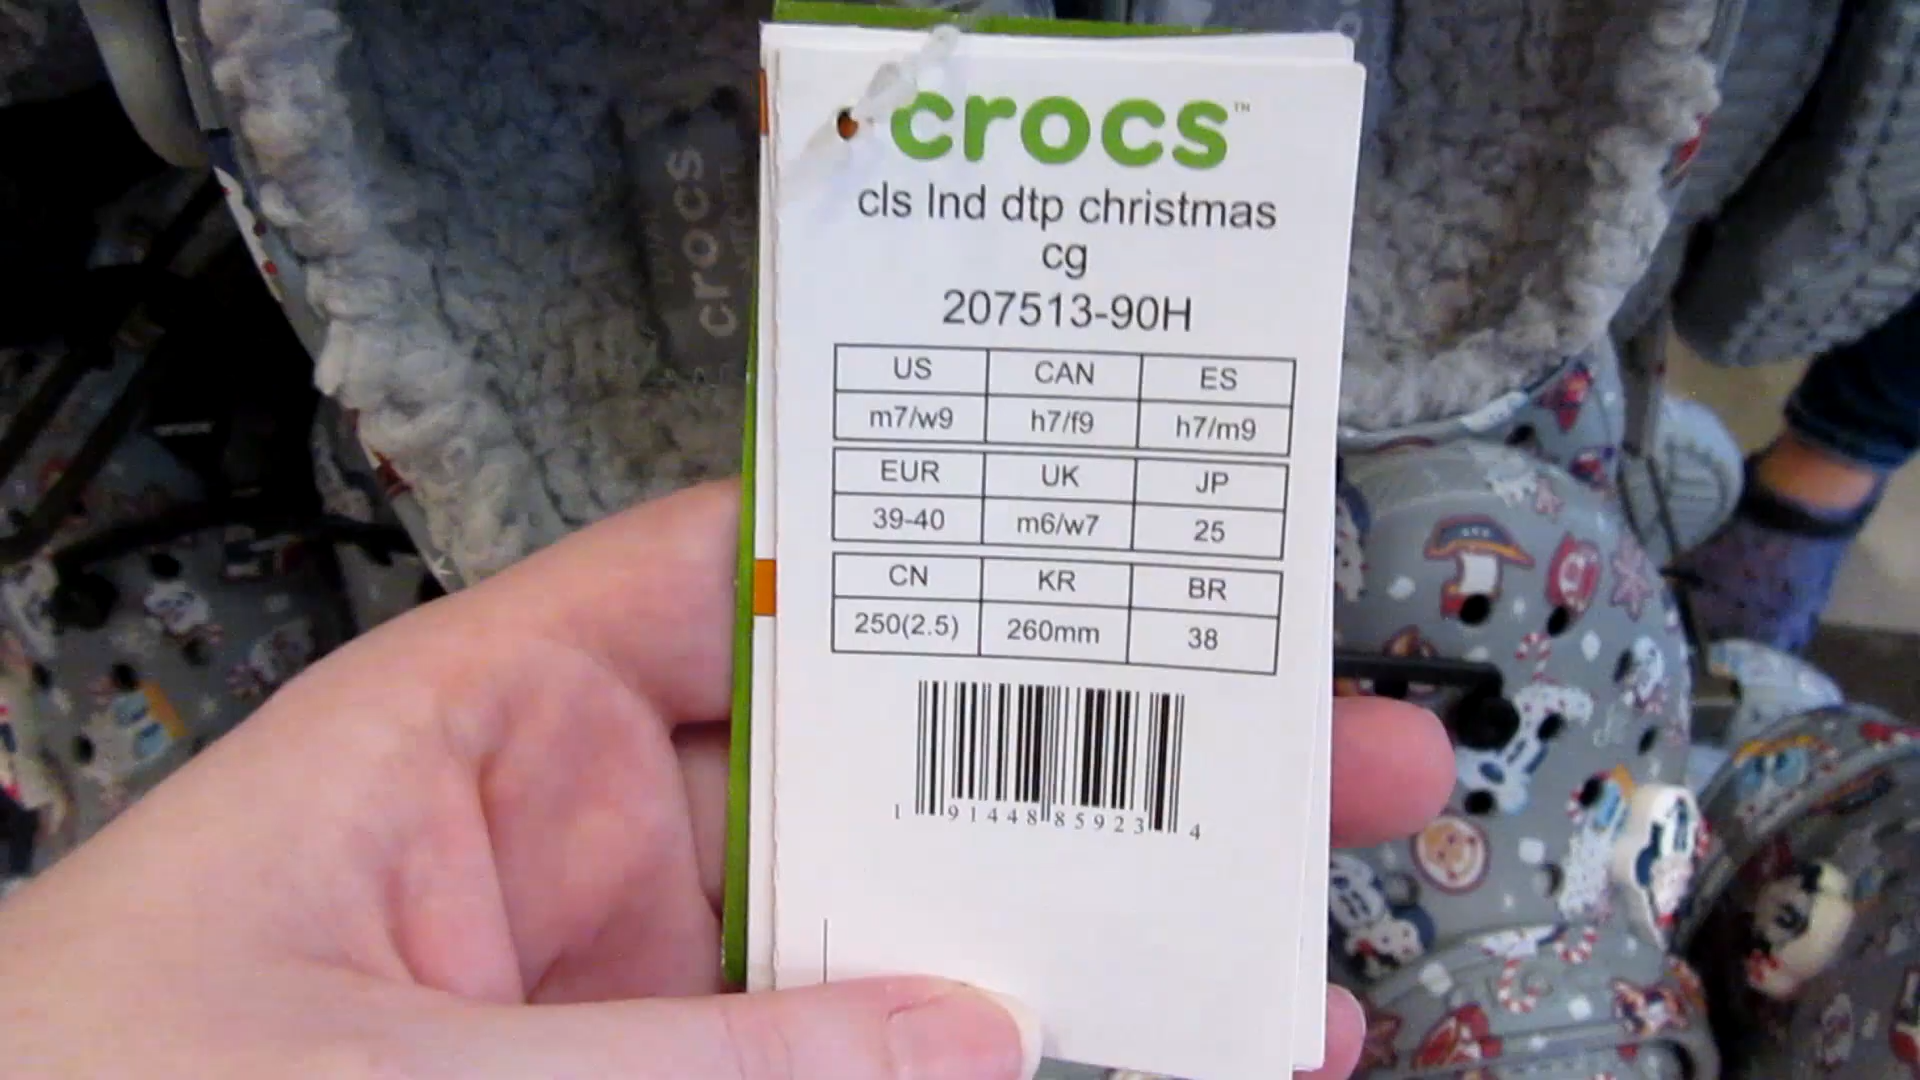 crocs™
cls lnd dtp christmas
cg
207513-90H
US CAN ES
m7/w9 h7/f9 h7/m9
EUR UK JP
39-40 m6/w7 25
CN KR BR
250(2.5) 260mm 38
1 91448 85923 4
crocs